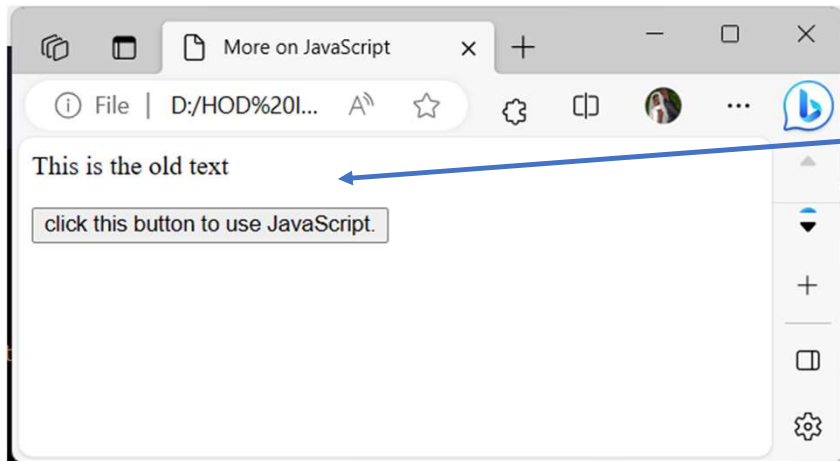 More on JavaScript
File | D:/HOD%20I...
This is the old text
click this button to use JavaScript.